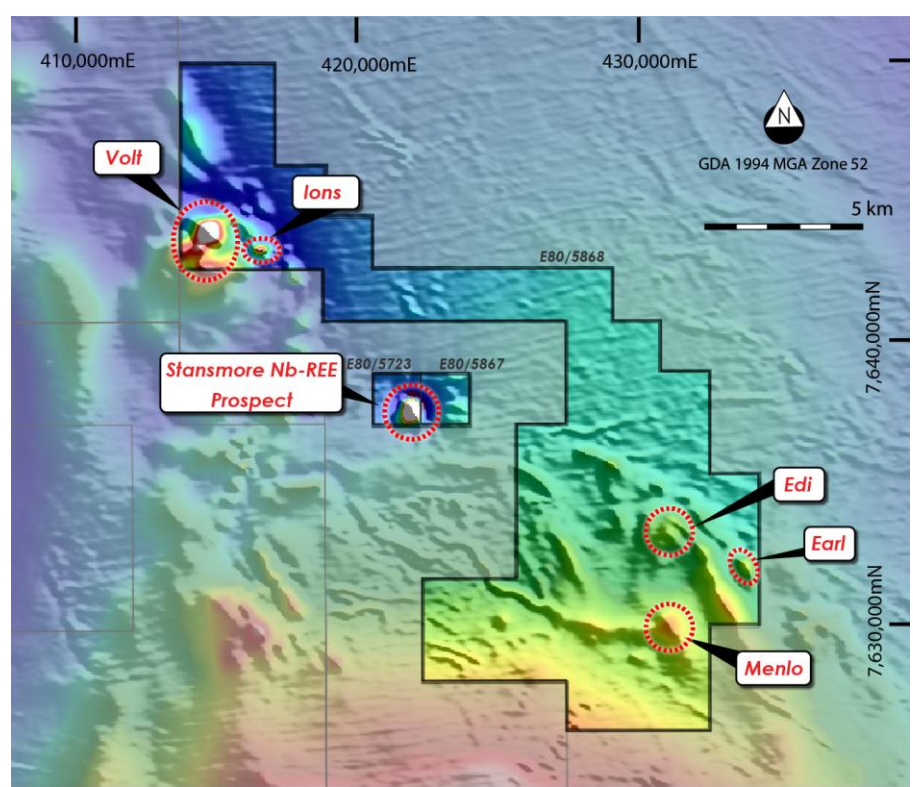 410,000mE
420,000mE
430,000mE
N
GDA 1994 MGA Zone 52
Volt
Ions
5 km
E80/5868
7,640,000mN
Stansmore Nb-REE
Prospect
E80/5723
E80/5867
Edi
Earl
7,630,000mN
Menlo